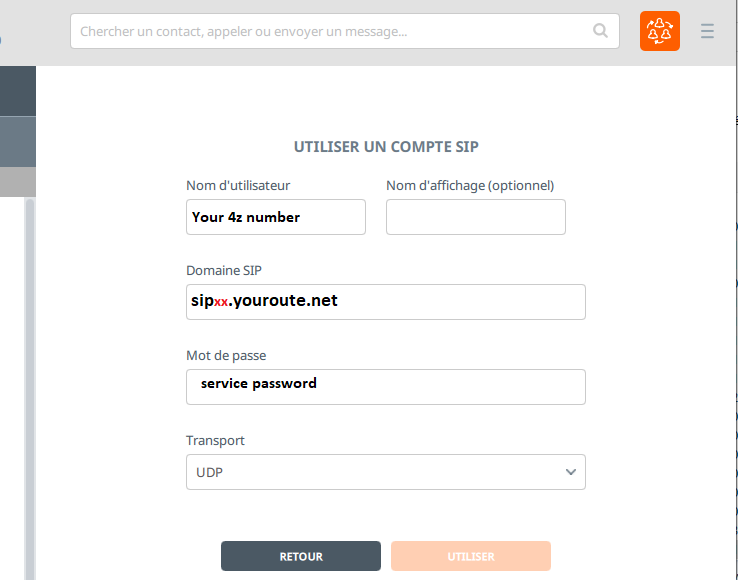 Chercher un contact, appeler ou envoyer un message...
UTILISER UN COMPTE SIP
Nom d'utilisateur
Nom d'affichage (optionnel)
Your 4z number
Domaine SIP
sipxx.youroute.net
Mot de passe
service password
Transport
UDP
RETOUR
UTILISER